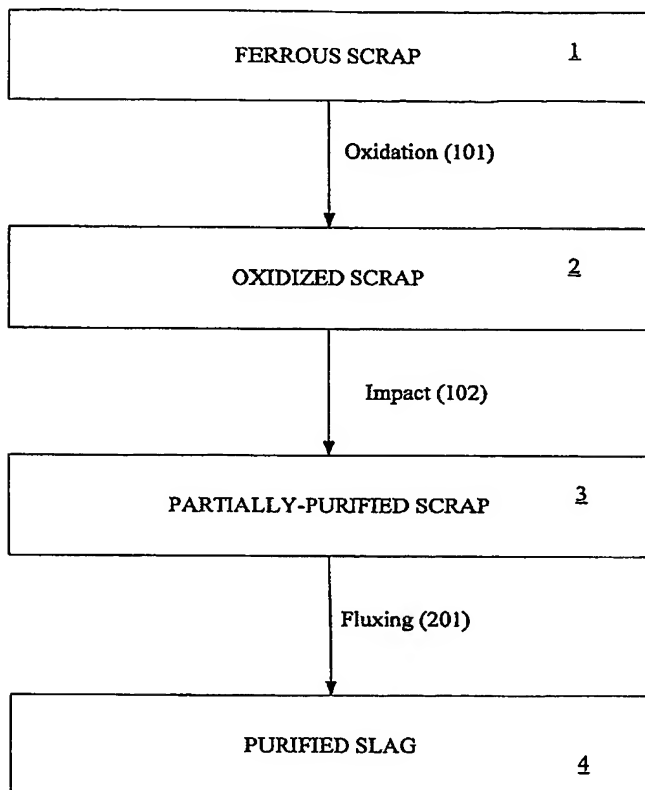 FERROUS SCRAP 1
Oxidation (101)
OXIDIZED SCRAP 2
Impact (102)
PARTIALLY-PURIFIED SCRAP 3
Fluxing (201)
PURIFIED SLAG 4